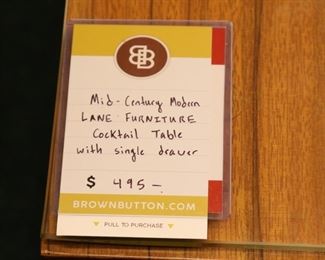 BB
Mid-Century Modern
LANE FURNITURE
Cocktail Table
with single drawer
$ 495-
BROWNBUTTON.COM
PULL TO PURCHASE